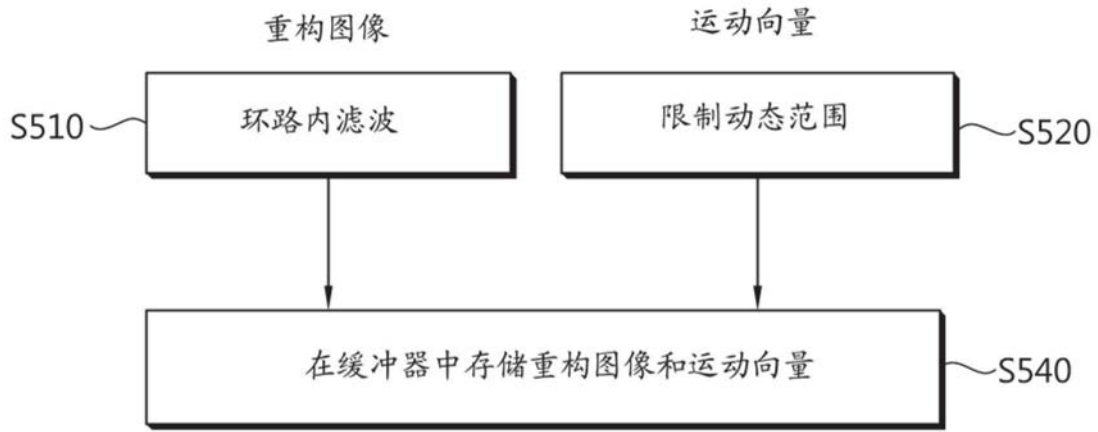 重构图像
运动向量
S510
环路内滤波
限制动态范围
S520
在缓冲器中存储重构图像和运动向量
S540